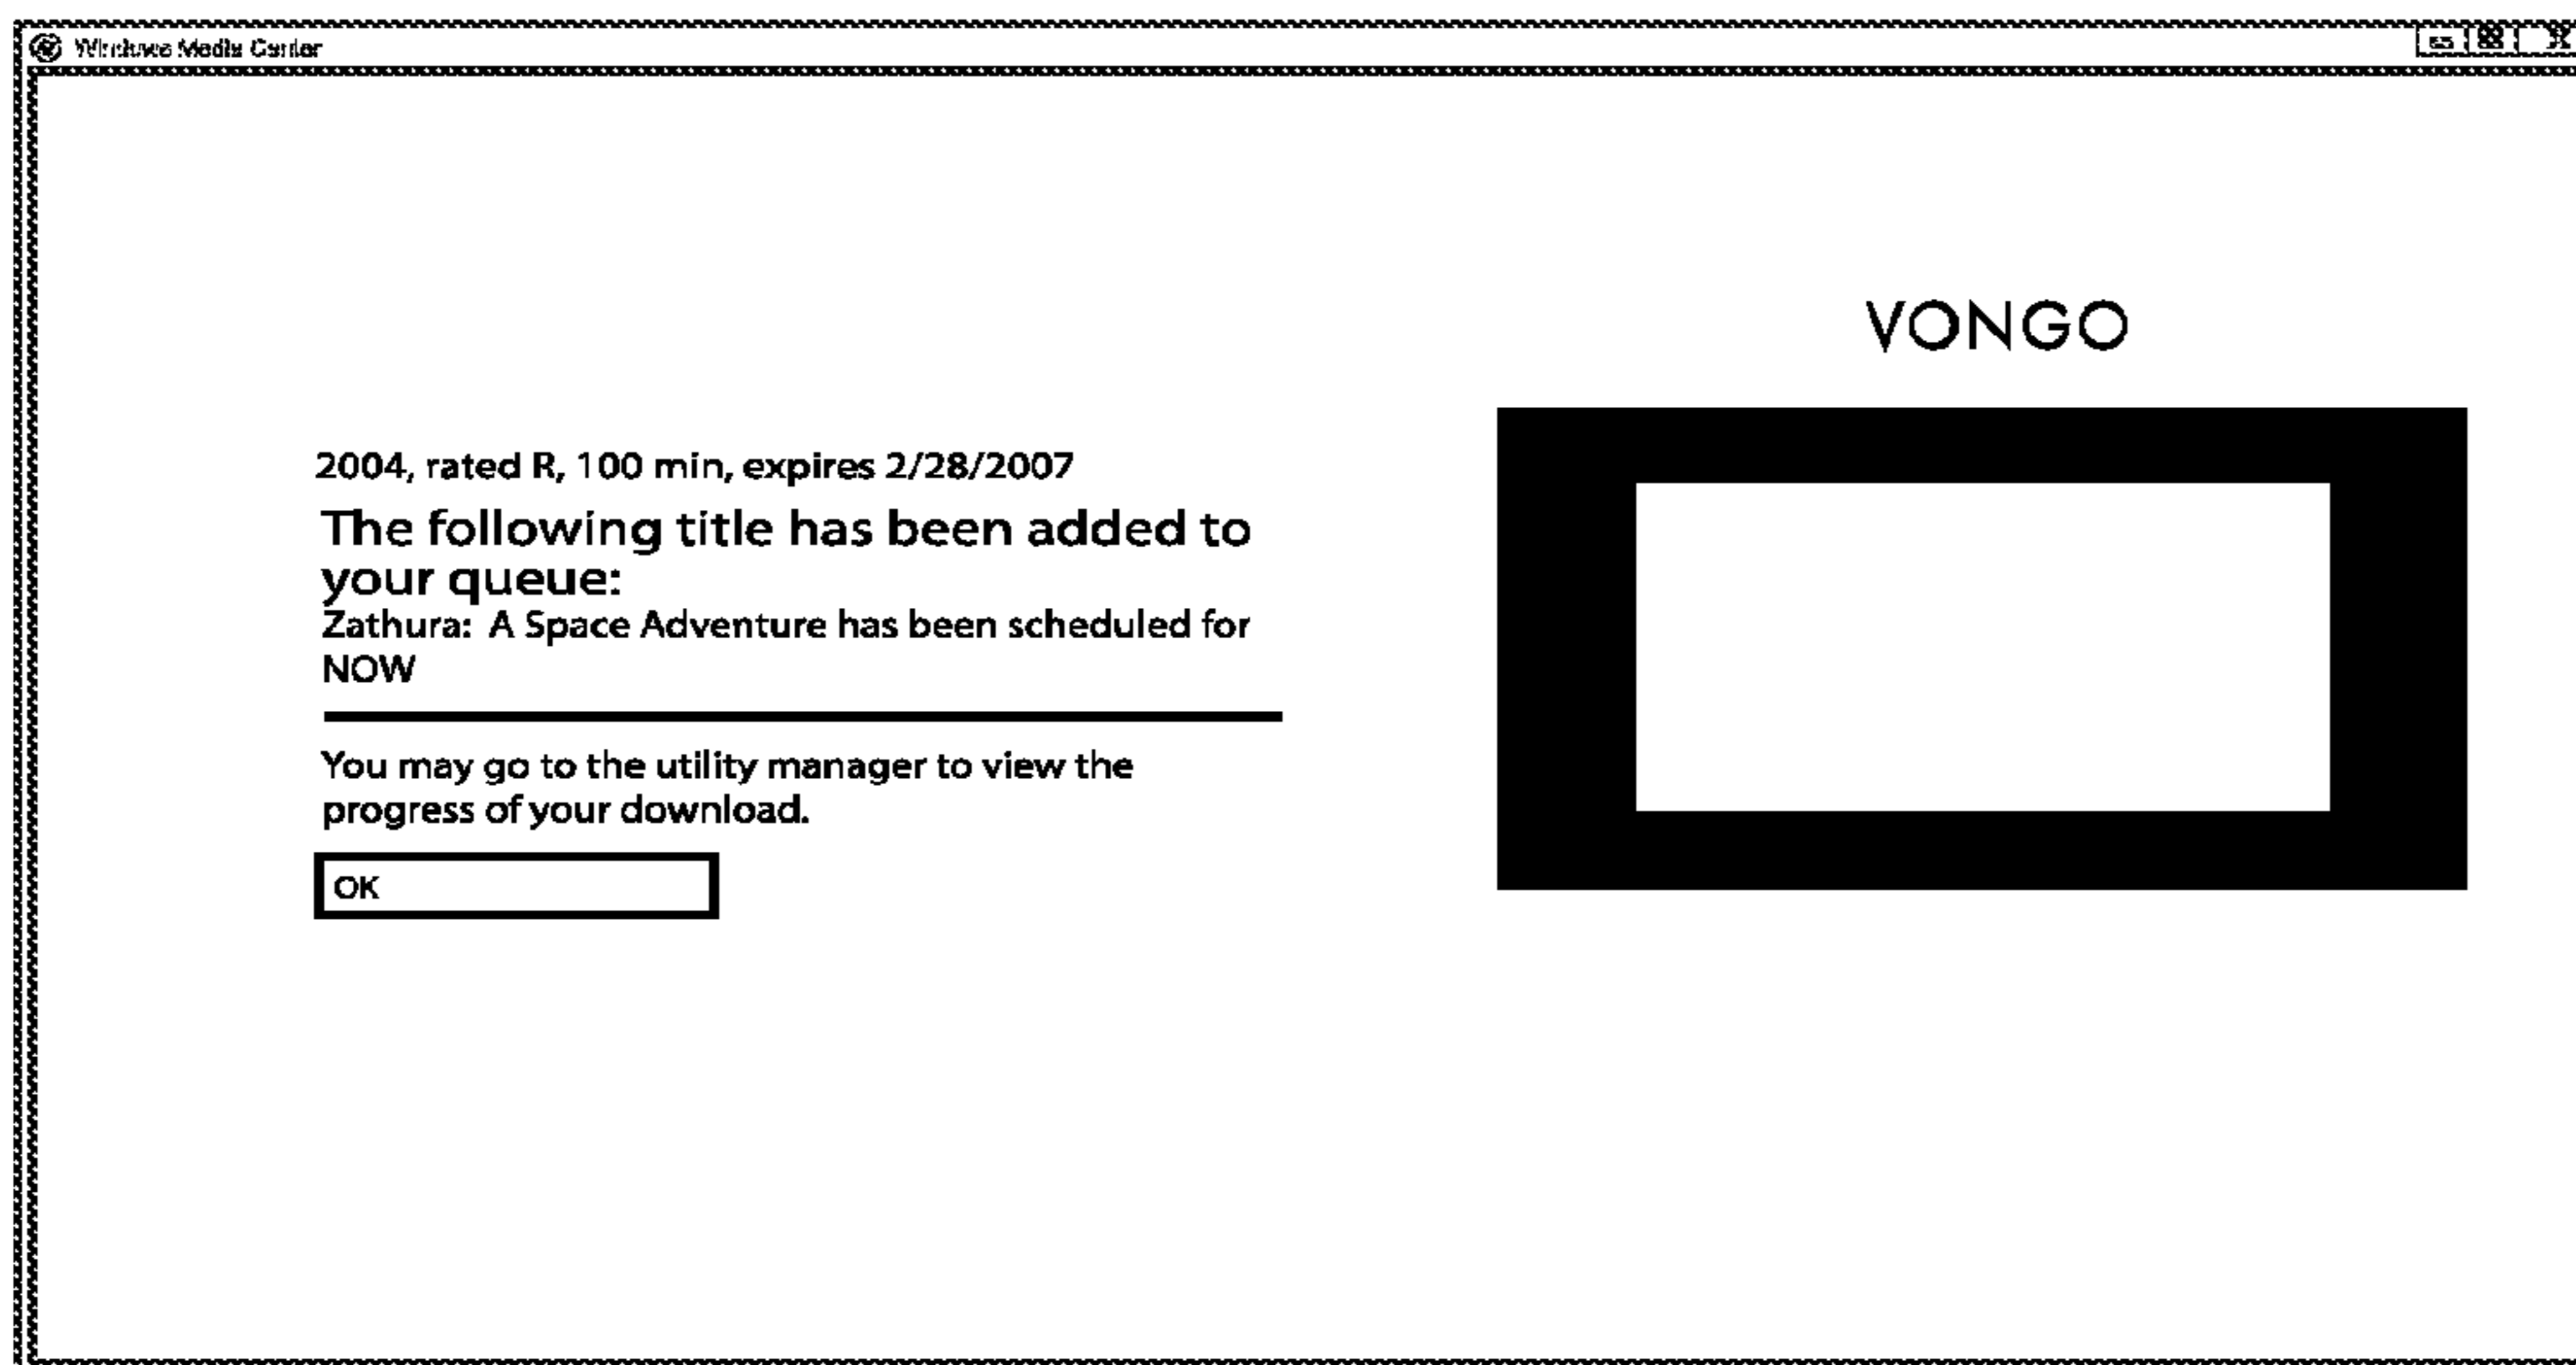 Windows Media Center
VONGO
2004, rated R, 100 min, expires 2/28/2007
The following title has been added to
your queue:
Zathura: A Space Adventure has been scheduled for
NOW
You may go to the utility manager to view the
progress of your download.
OK